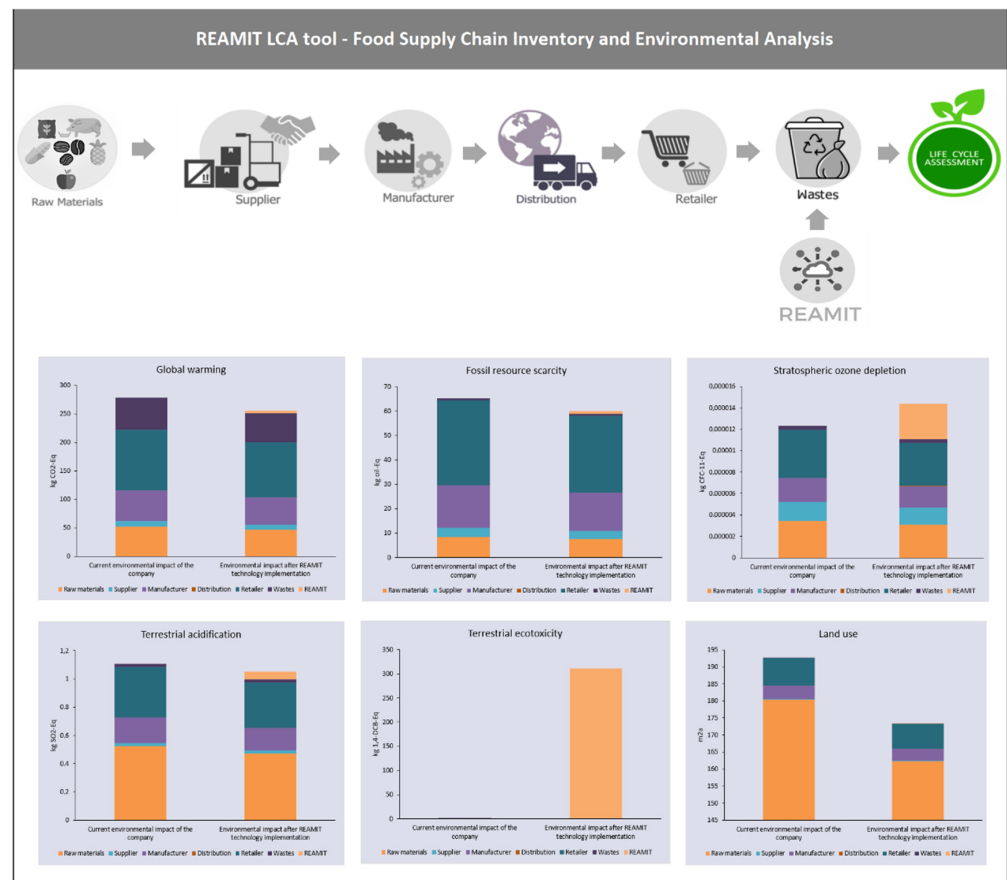 REAMIT LCA tool - Food Supply Chain Inventory and Environmental Analysis
Raw Materials
Supplier
Manufacturer
Distribution
Retailer
Wastes
LIFE CYCLE
ASSESSMENT
REAMIT
Global warming
kg CO2-Eq
300
250
200
150
100
50
0
Current environmental impact of the
company
Environmental impact after REAMIT
technology implementation
Raw materials Supplier Manufacturer Distribution Retailer Wastes REAMIT
Fossil resource scarcity
kg oil-Eq
70
60
50
40
30
20
10
0
Current environmental impact of the
company
Environmental impact after REAMIT
technology implementation
Raw materials Supplier Manufacturer Distribution Retailer Wastes REAMIT
Stratospheric ozone depletion
kg CFC-11-Eq
0,000016
0,000014
0,000012
0,00001
0,000008
0,000006
0,000004
0,000002
0
Current environmental impact of the
company
Environmental impact after REAMIT
technology implementation
Raw materials Supplier Manufacturer Distribution Retailer Wastes REAMIT
Terrestrial acidification
kg SO2-Eq
1,2
1
0,8
0,6
0,4
0,2
0
Current environmental impact of the
company
Environmental impact after REAMIT
technology implementation
Raw materials Supplier Manufacturer Distribution Retailer Wastes REAMIT
Terrestrial ecotoxicity
kg 1,4-DCB-Eq
350
300
250
200
150
100
50
0
Current environmental impact of the
company
Environmental impact after REAMIT
technology implementation
Raw materials Supplier Manufacturer Distribution Retailer Wastes REAMIT
Land use
m2a
195
190
185
180
175
170
165
160
155
150
145
Current environmental impact of the
company
Environmental impact after REAMIT
technology implementation
Raw materials Supplier Manufacturer Distribution Retailer Wastes REAMIT